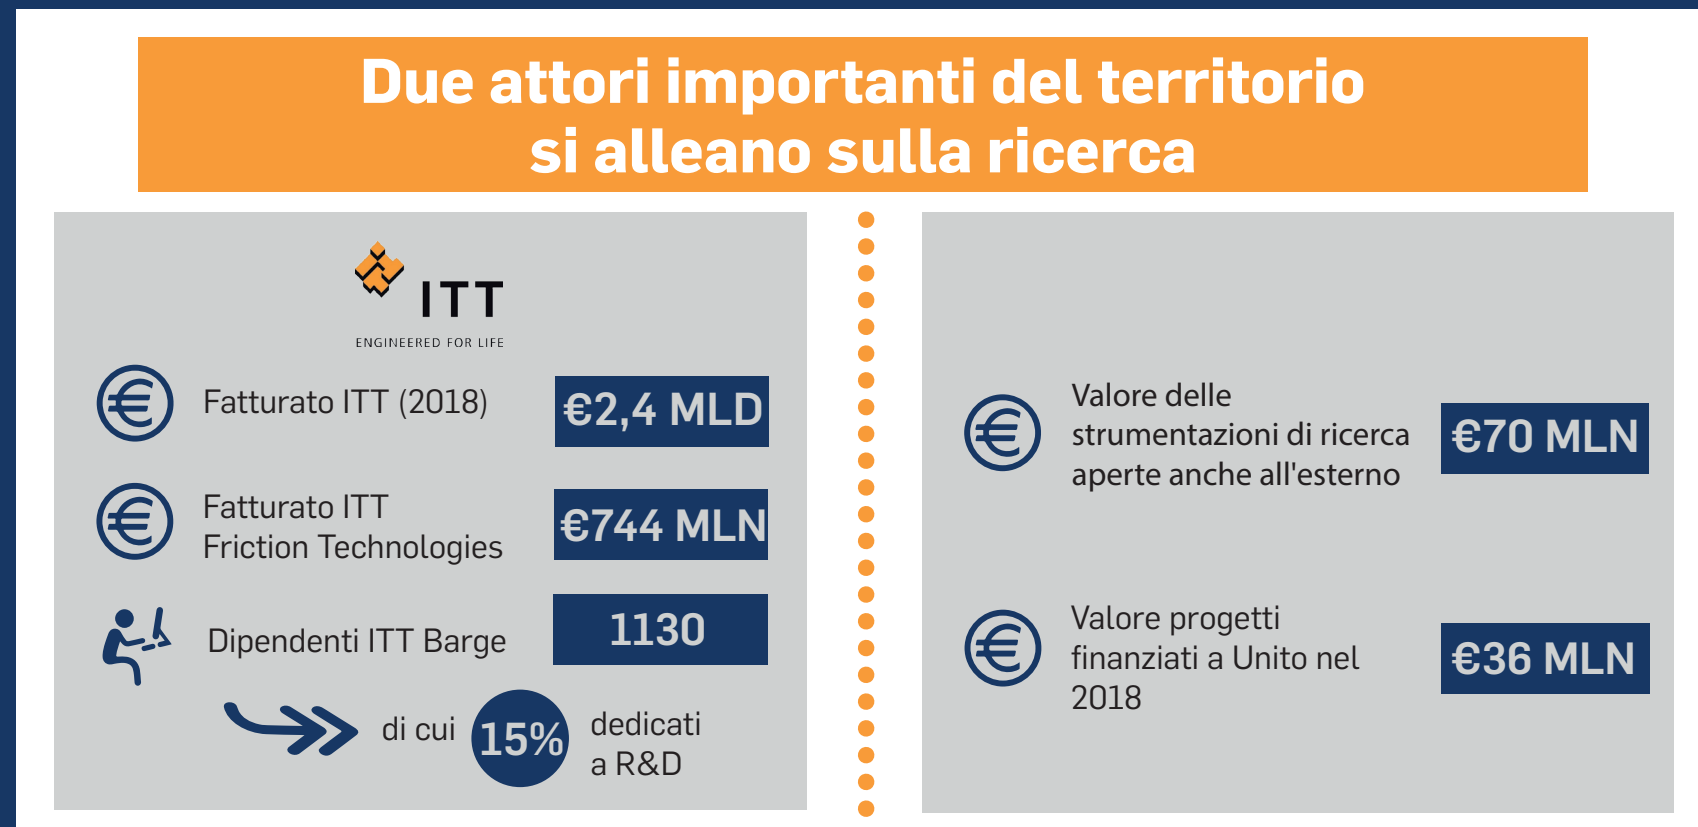 Due attori importanti del territorio
si alleano sulla ricerca
ITT
ENGINEERED FOR LIFE
Fatturato ITT (2018)
€2,4 MLD
Fatturato ITT
Friction Technologies
€744 MLN
Dipendenti ITT Barge
1130
di cui
15%
dedicati
a R&D
Valore delle
strumentazioni di ricerca
aperte anche all'esterno
€70 MLN
Valore progetti
finanziati a Unito nel
2018
€36 MLN